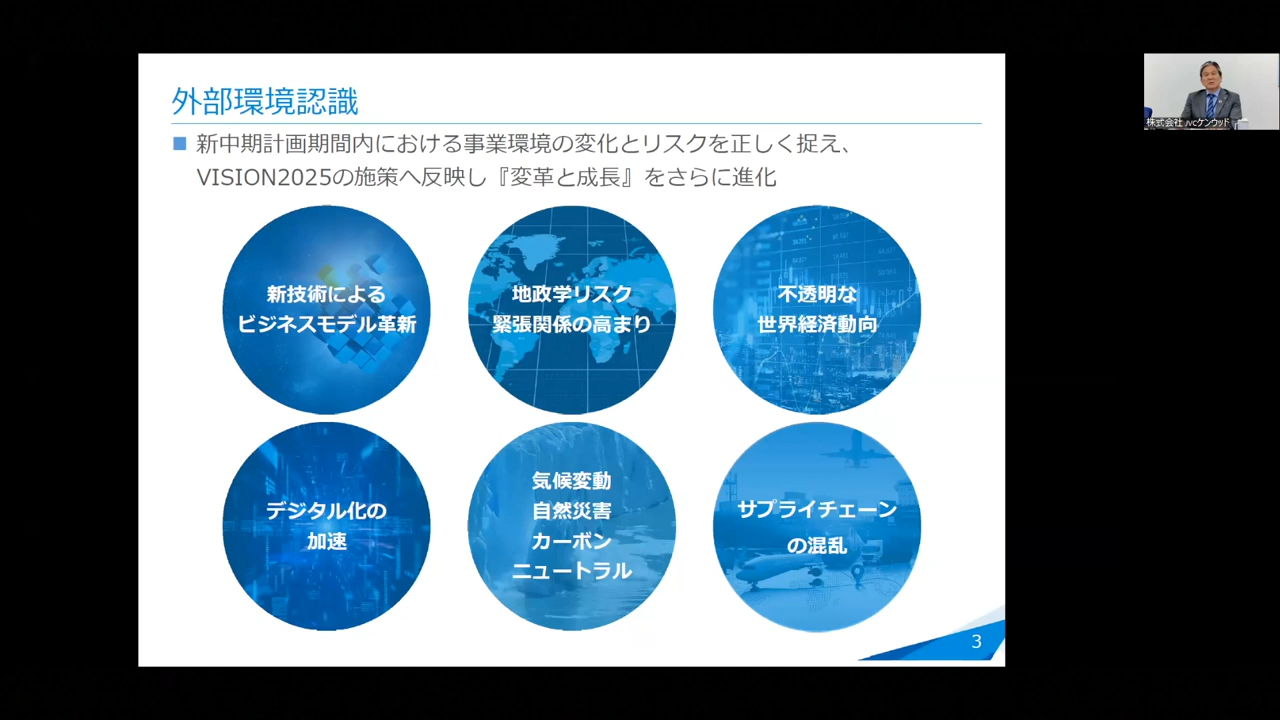 外部環境認識
■ 新中期計画期間内における事業環境の変化とリスクを正しく捉え、
VISION2025の施策へ反映し『変革と成長』をさらに進化
新技術による
ビジネスモデル革新
地政学リスク
緊張関係の高まり
不透明な
世界経済動向
デジタル化の
加速
気候変動
自然災害
カーボン
ニュートラル
サプライチェーン
の混乱
3
株式会社 JVCケンウッド